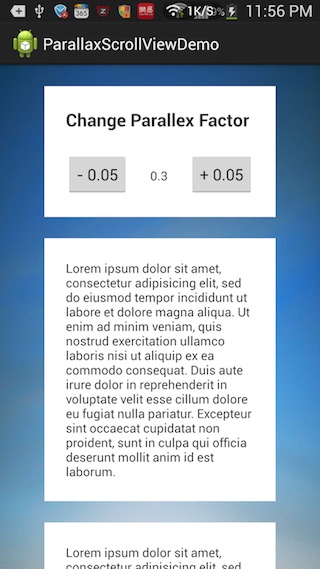 365 網易 1K/S 11:56 PM
ParallaxScrollViewDemo
Change Parallex Factor
- 0.05 0.3 + 0.05
Lorem ipsum dolor sit amet,
consectetur adipisicing elit, sed
do eiusmod tempor incididunt ut
labore et dolore magna aliqua. Ut
enim ad minim veniam, quis
nostrud exercitation ullamco
laboris nisi ut aliquip ex ea
commodo consequat. Duis aute
irure dolor in reprehenderit in
voluptate velit esse cillum dolore
eu fugiat nulla pariatur. Excepteur
sint occaecat cupidatat non
proident, sunt in culpa qui officia
deserunt mollit anim id est
laborum.
Lorem ipsum dolor sit amet,
consectetur adipisicing elit, sed